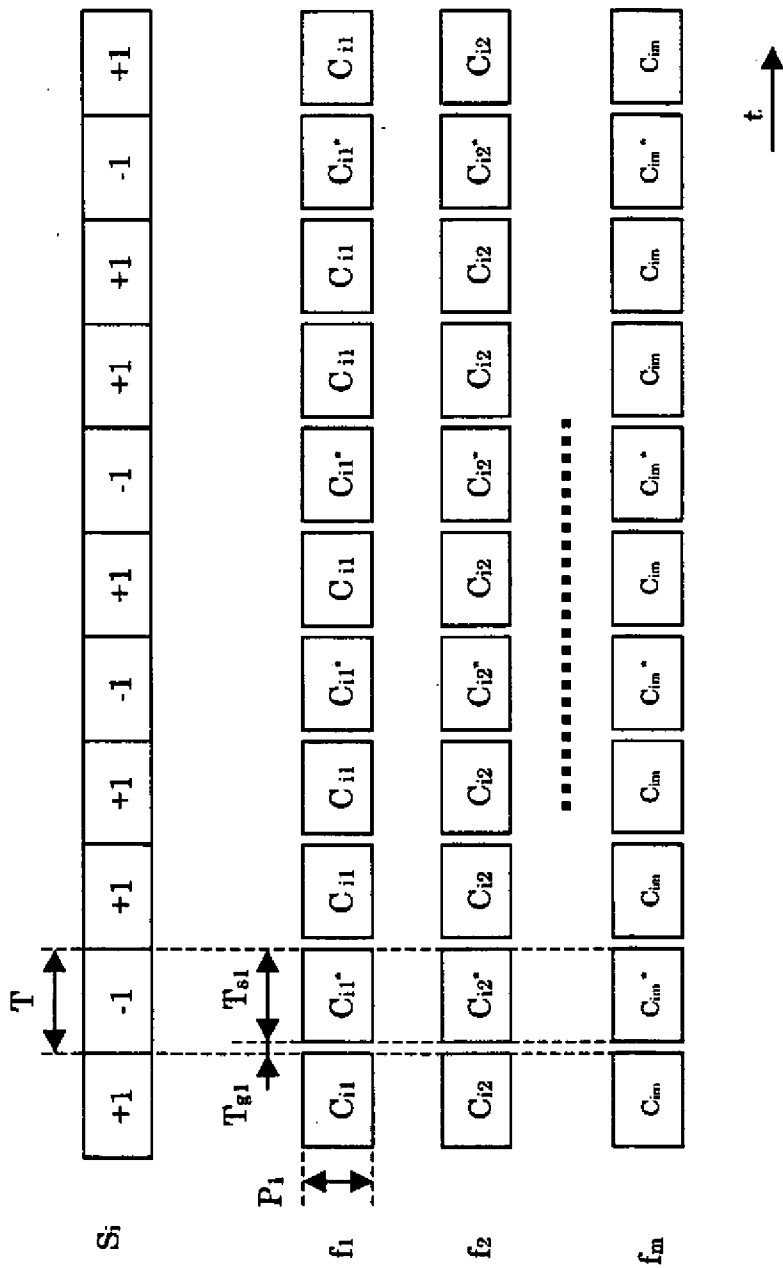 T
Si +1 -1 +1 +1 -1 +1 -1 +1 +1 -1 +1
P1 Tg1 Ts1
f1 Ci1 Ci1* Ci1 Ci1 Ci1* Ci1 Ci1* Ci1 Ci1 Ci1* Ci1
f2 Ci2 Ci2* Ci2 Ci2 Ci2* Ci2 Ci2* Ci2 Ci2 Ci2* Ci2
fm Cim Cim* Cim Cim Cim* Cim Cim* Cim Cim Cim* Cim
t